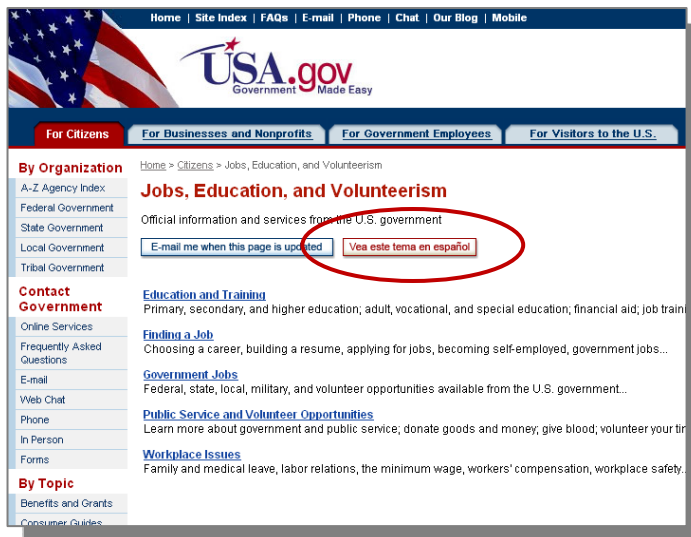 Home | Site Index | FAQs | E-mail | Phone | Chat | Our Blog | Mobile
USA.gov
Government Made Easy
For Citizens
For Businesses and Nonprofits
For Government Employees
For Visitors to the U.S.
By Organization
A-Z Agency Index
Federal Government
State Government
Local Government
Tribal Government
Contact
Government
Online Services
Frequently Asked
Questions
E-mail
Web Chat
Phone
In Person
Forms
By Topic
Benefits and Grants
Consumer Guides
Home > Citizens > Jobs, Education, and Volunteerism
Jobs, Education, and Volunteerism
Official information and services from the U.S. government
E-mail me when this page is updated
Vea este tema en español
Education and Training
Primary, secondary, and higher education; adult, vocational, and special education; financial aid; job traini
Finding a Job
Choosing a career, building a resume, applying for jobs, becoming self-employed, government jobs...
Government Jobs
Federal, state, local, military, and volunteer opportunities available from the U.S. government...
Public Service and Volunteer Opportunities
Learn more about government and public service; donate goods and money; give blood; volunteer your tir
Workplace Issues
Family and medical leave, labor relations, the minimum wage, workers' compensation, workplace safety.